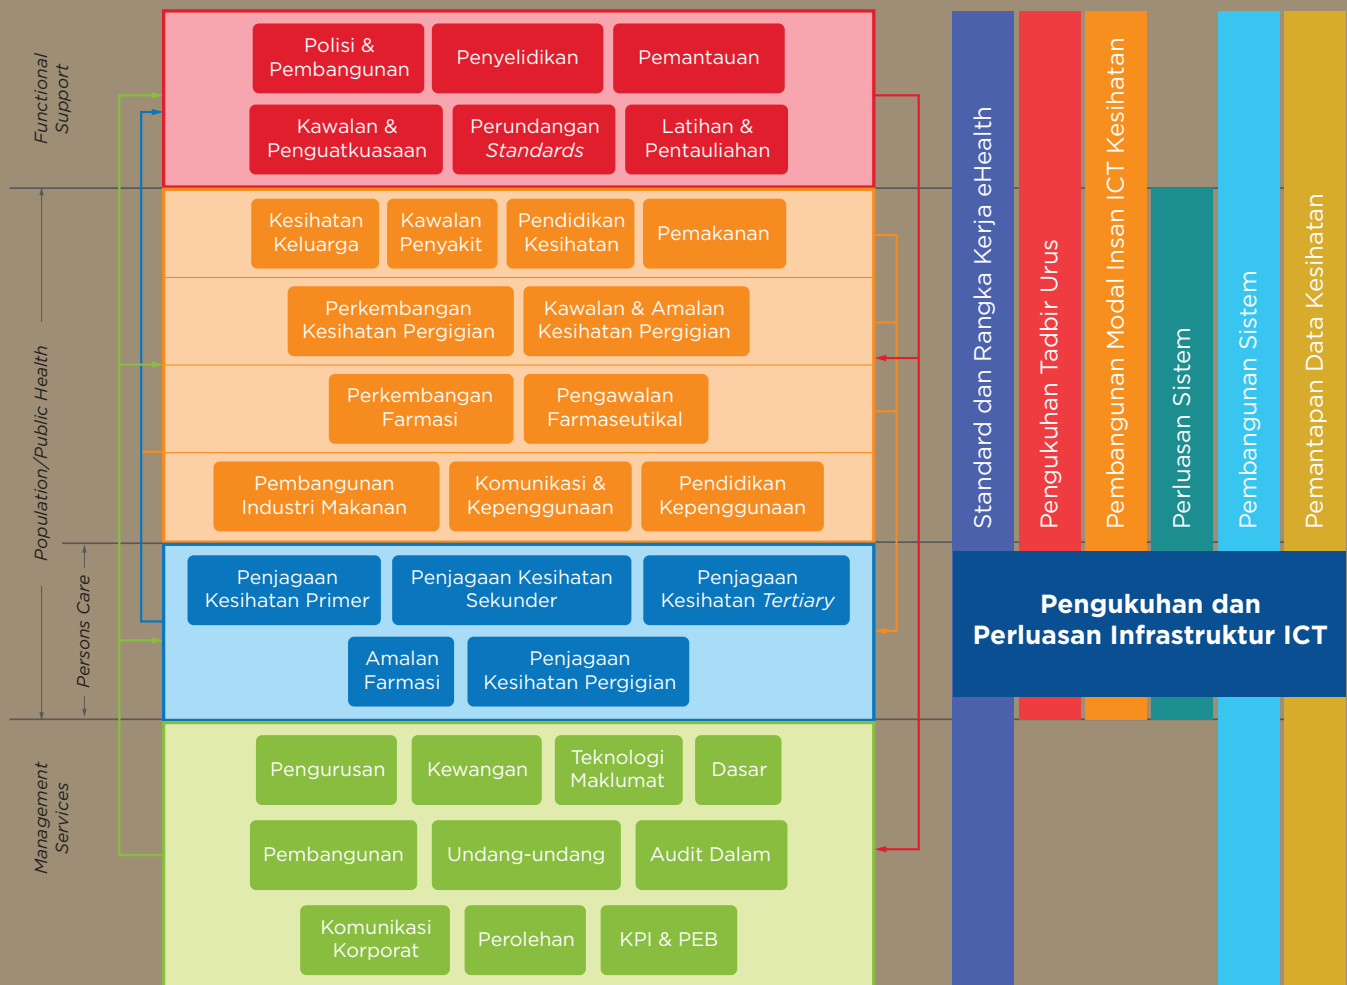 Functional
Support
Polisi &
Pembangunan
Penyelidikan
Pemantauan
Kawalan &
Penguatkuasaan
Perundangan
Standards
Latihan &
Pentauliahan
Population/Public Health
Kesihatan
Keluarga
Kawalan
Penyakit
Pendidikan
Kesihatan
Pemakanan
Perkembangan
Kesihatan Pergigian
Kawalan & Amalan
Kesihatan Pergigian
Perkembangan
Farmasi
Pengawalan
Farmaseutikal
Pembangunan
Industri Makanan
Komunikasi &
Kepenggunaan
Pendidikan
Kepenggunaan
Persons Care
Penjagaan
Kesihatan Primer
Penjagaan Kesihatan
Sekunder
Penjagaan
Kesihatan Tertiary
Amalan
Farmasi
Penjagaan
Kesihatan Pergigian
Management
Services
Pengurusan
Kewangan
Teknologi
Maklumat
Dasar
Pembangunan
Undang-undang
Audit Dalam
Komunikasi
Korporat
Perolehan
KPI & PEB
Standard dan Rangka Kerja eHealth
Pengukuhan Tadbir Urus
Pembangunan Modal Insan ICT Kesihatan
Perluasan Sistem
Pembangunan Sistem
Pemantapan Data Kesihatan
Pengukuhan dan
Perluasan Infrastruktur ICT